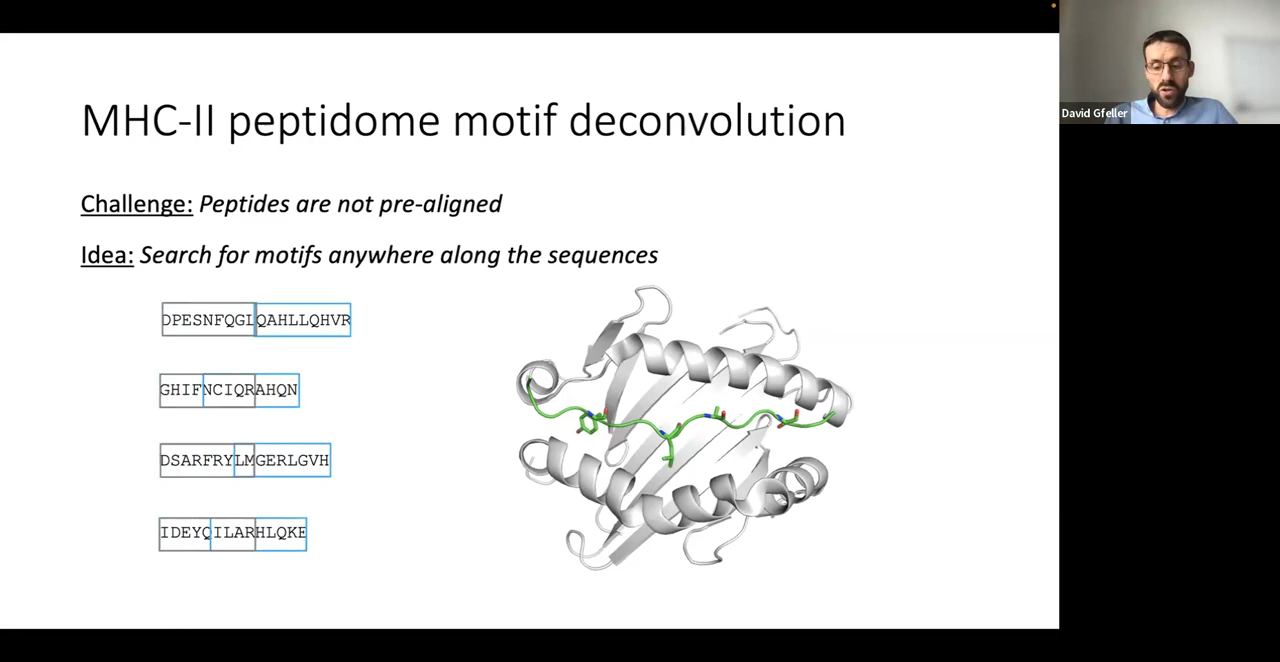 MHC-II peptidome motif deconvolution
Challenge: Peptides are not pre-aligned
Idea: Search for motifs anywhere along the sequences
DPESNFQGLQAHLLQHVR
GHIFNCIQRAHQN
DSARFRYLMGERLGVH
IDEYQILARHLQKE
David Gfeller